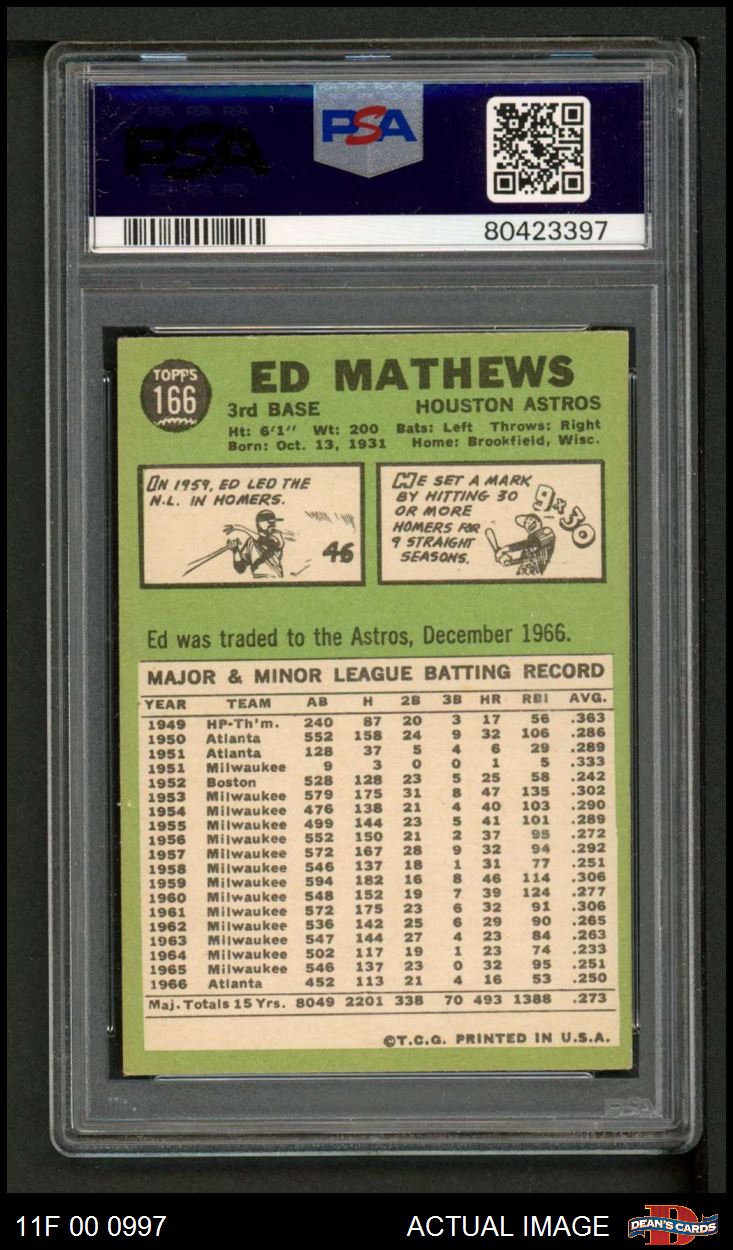 PSA
80423397
TOPPS
166
ED MATHEWS
3rd BASE HOUSTON ASTROS
Ht: 6'1" Wt: 200 Bats: Left Throws: Right
Born: Oct. 13, 1931 Home: Brookfield, Wisc.
IN 1959, ED LED THE
N.L. IN HOMERS.
46
HE SET A MARK
BY HITTING 30
OR MORE
HOMERS FOR
9 STRAIGHT
SEASONS.
9x30
Ed was traded to the Astros, December 1966.
MAJOR & MINOR LEAGUE BATTING RECORD
YEAR TEAM AB H 2B 3B HR RBI AVG.
1949 HP-Th'm. 240 87 20 3 17 56 .363
1950 Atlanta 552 158 24 9 32 106 .286
1951 Atlanta 128 37 5 4 6 29 .289
1951 Milwaukee 9 3 0 0 1 5 .333
1952 Boston 528 128 23 5 25 58 .242
1953 Milwaukee 579 175 31 8 47 135 .302
1954 Milwaukee 476 138 21 4 40 103 .290
1955 Milwaukee 499 144 23 5 41 101 .289
1956 Milwaukee 552 150 21 2 37 95 .272
1957 Milwaukee 572 167 28 9 32 94 .292
1958 Milwaukee 546 137 18 1 31 77 .251
1959 Milwaukee 594 182 16 8 46 114 .306
1960 Milwaukee 548 152 19 7 39 124 .277
1961 Milwaukee 572 175 23 6 32 91 .306
1962 Milwaukee 536 142 25 6 29 90 .265
1963 Milwaukee 547 144 27 4 23 84 .263
1964 Milwaukee 502 117 19 1 23 74 .233
1965 Milwaukee 546 137 23 0 32 95 .251
1966 Atlanta 452 113 21 4 16 53 .250
Maj. Totals 15 Yrs. 8049 2201 338 70 493 1388 .273
©T.C.G. PRINTED IN U.S.A.
PSA
11F 00 0997 ACTUAL IMAGE DEAN'S CARDS